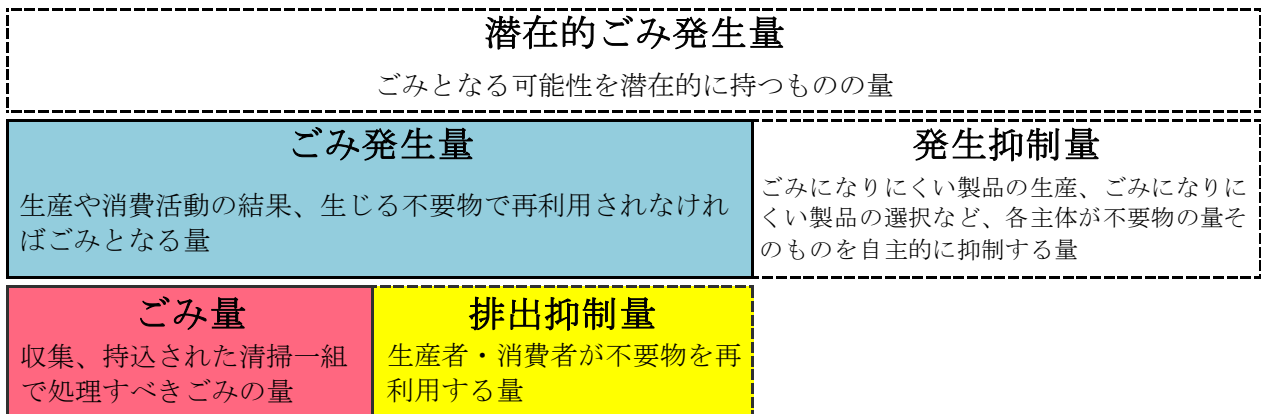 潜在的ごみ発生量
ごみとなる可能性を潜在的に持つものの量
ごみ発生量
生産や消費活動の結果、生じる不要物で再利用されなけれ
ばごみとなる量
発生抑制量
ごみになりにくい製品の生産、ごみになりに
くい製品の選択など、各主体が不要物の量そ
のものを自主的に抑制する量
ごみ量
収集、持込された清掃一組
で処理すべきごみの量
排出抑制量
生産者・消費者が不要物を再
利用する量